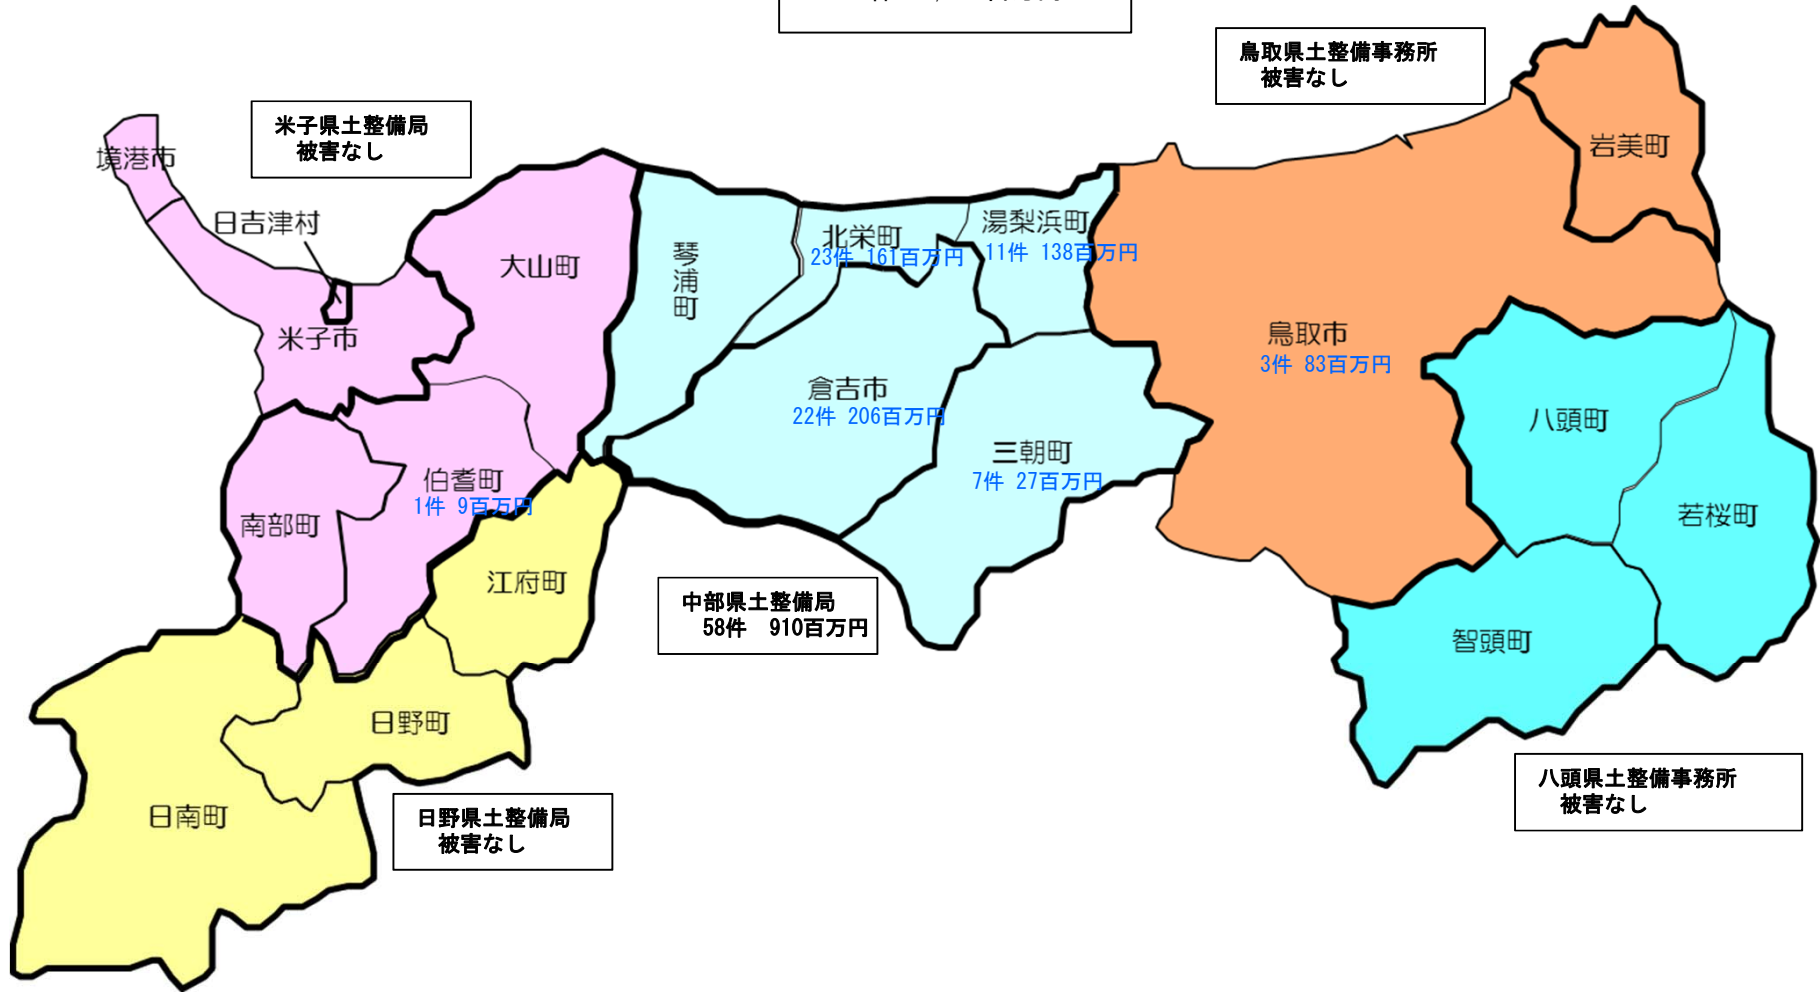 鳥取県土整備事務所
被害なし
米子県土整備局
被害なし
境港市
日吉津村
大山町
米子市
琴浦町
北栄町
23件 161百万円
湯梨浜町
11件 138百万円
岩美町
鳥取市
3件 83百万円
倉吉市
22件 206百万円
三朝町
7件 27百万円
八頭町
若桜町
伯耆町
1件 9百万円
南部町
江府町
中部県土整備局
58件 910百万円
智頭町
日野町
日南町
日野県土整備局
被害なし
八頭県土整備事務所
被害なし